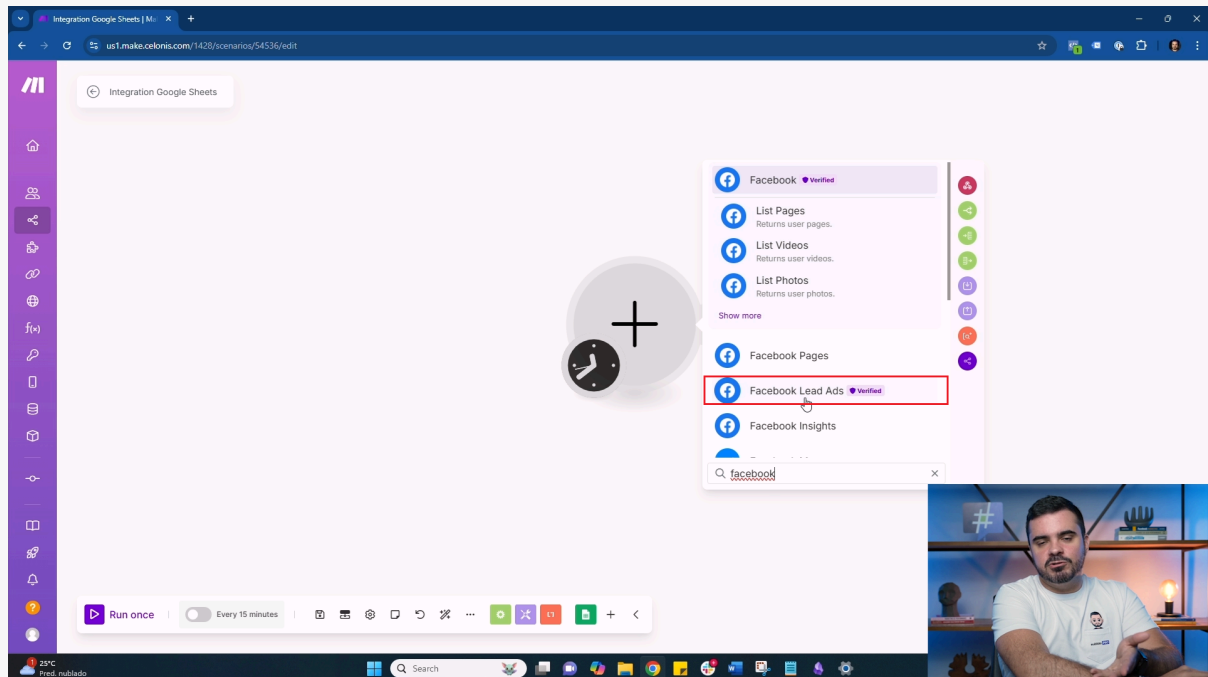 Integration Google Sheets | Ma
us1.make.celonis.com/1428/scenarios/54536/edit
Integration Google Sheets
Facebook Verified
List Pages
Returns user pages.
List Videos
Returns user videos.
List Photos
Returns user photos.
Show more
Facebook Pages
Facebook Lead Ads Verified
Facebook Insights
facebook
f(x)
#
Run once
Every 15 minutes
Search
25°C
Pred. nublado